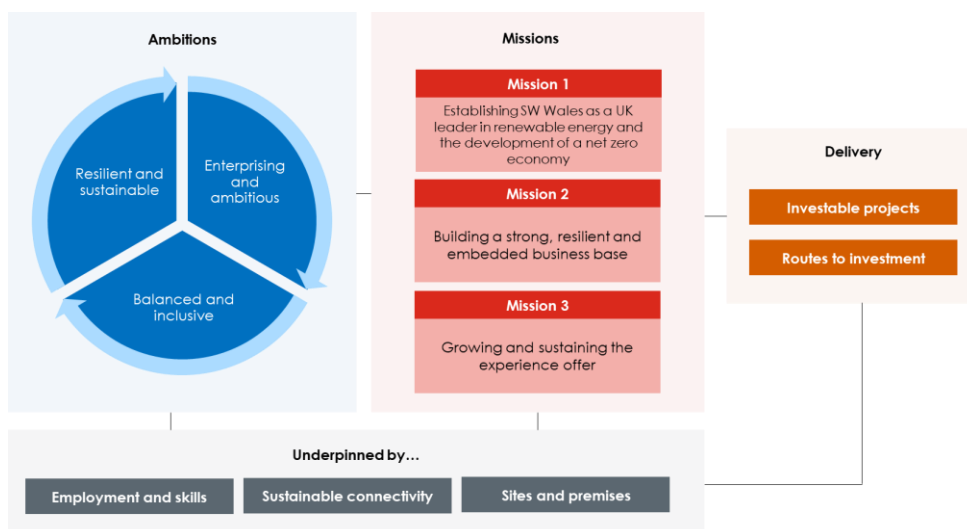 Ambitions
Resilient and
sustainable
Enterprising
and
ambitious
Balanced and
inclusive
Missions
Mission 1
Establishing SW Wales as a UK
leader in renewable energy and
the development of a net zero
economy
Mission 2
Building a strong, resilient and
embedded business base
Mission 3
Growing and sustaining the
experience offer
Delivery
Investable projects
Routes to investment
Underpinned by…
Employment and skills
Sustainable connectivity
Sites and premises